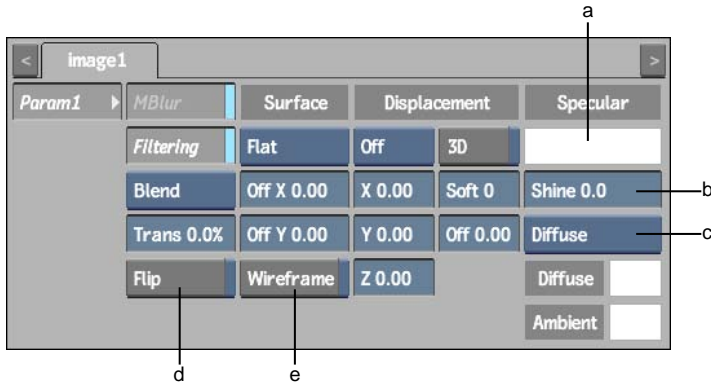 a
< image1 >
Param1 MBlur Surface Displacement Specular
Filtering Flat Off 3D
Blend Off X 0.00 X 0.00 Soft 0 Shine 0.0 b
Trans 0.0% Off Y 0.00 Y 0.00 Off 0.00 Diffuse c
Flip Wireframe Z 0.00 Diffuse
Ambient
d e